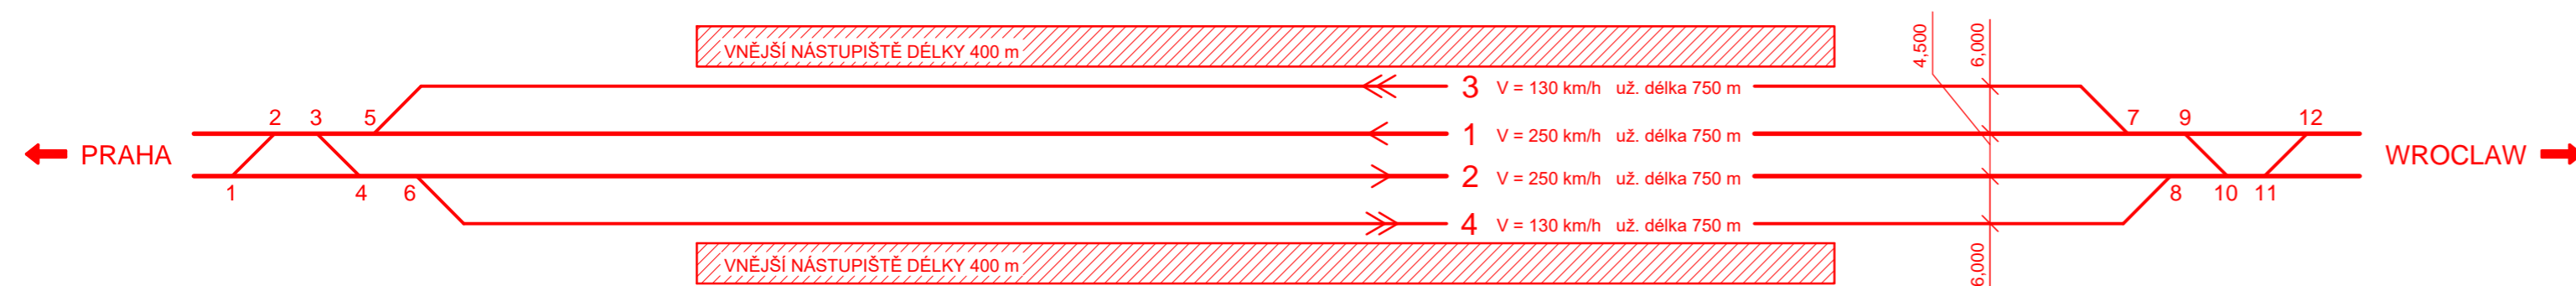 VNĚJŠÍ NÁSTUPIŠTĚ DÉLKY 400 m
4,500
6,000
3 V = 130 km/h už. délka 750 m
2 3 5
7 9 12
1 V = 250 km/h už. délka 750 m
PRAHA
WROCLAW
2 V = 250 km/h už. délka 750 m
1 4 6
8 10 11
4 V = 130 km/h už. délka 750 m
VNĚJŠÍ NÁSTUPIŠTĚ DÉLKY 400 m
6,000